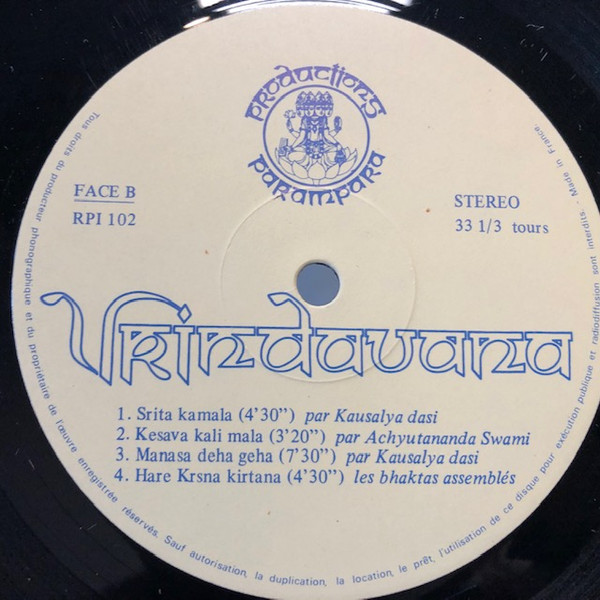 PRODUCTIONS
PARAMPARA
FACE B
RPI 102
STEREO
33 1/3 tours
Vrindavana
1. Srita kamala (4’30”) par Kausalya dasi
2. Kesava kali mala (3’20”) par Achyutananda Swami
3. Manasa deha geha (7’30”) par Kausalya dasi
4. Hare Krsna kirtana (4’30”) les bhaktas assemblés
Tous droits du producteur phonographique et du propriétaire de l’œuvre enregistrée réservés. Sauf autorisation, la duplication, la location, le prêt, l’utilisation de ce disque pour exécution publique et radiodiffusion sont interdits - Made in France.